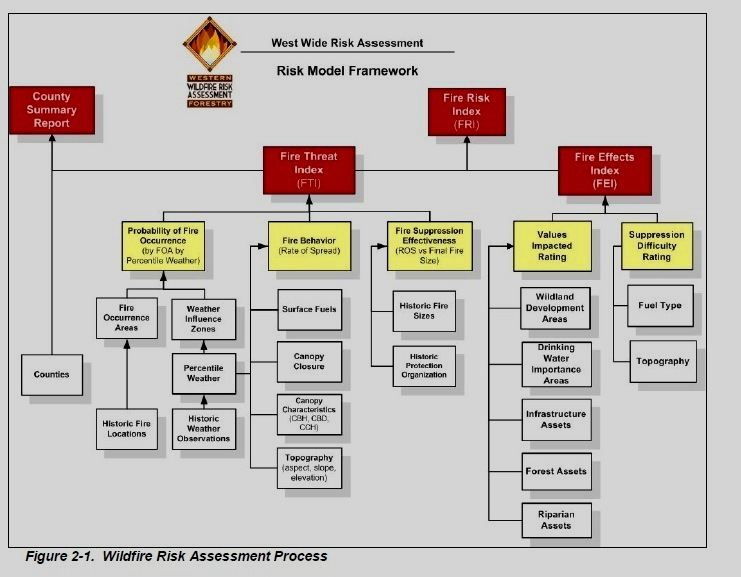 West Wide Risk Assessment
Risk Model Framework
WESTERN
WILDFIRE RISK
ASSESSMENT
FORESTRY
County
Summary
Report
Fire Risk
Index
(FRI)
Fire Threat
Index
(FTI)
Fire Effects
Index
(FEI)
Probability of Fire
Occurrence
(by FOA by
Percentile Weather)
Fire Behavior
(Rate of Spread)
Fire Suppression
Effectiveness
(ROS vs Final Fire
Size)
Values
Impacted
Rating
Suppression
Difficulty
Rating
Fire
Occurrence
Areas
Weather
Influence
Zones
Surface Fuels
Historic Fire
Sizes
Wildland
Development
Areas
Fuel Type
Counties
Percentile
Weather
Canopy
Closure
Historic
Protection
Organization
Drinking
Water
Importance
Areas
Topography
Historic Fire
Locations
Historic
Weather
Observations
Canopy
Characteristics
(CBH, CBD,
CCH)
Infrastructure
Assets
Topography
(aspect, slope,
elevation)
Forest Assets
Riparian
Assets
Figure 2-1. Wildfire Risk Assessment Process